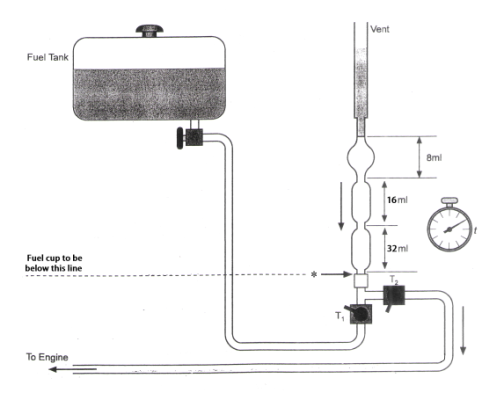 Vent
Fuel Tank
8ml
16ml
t
32ml
Fuel cup to be
below this line
*
T2
T1
To Engine